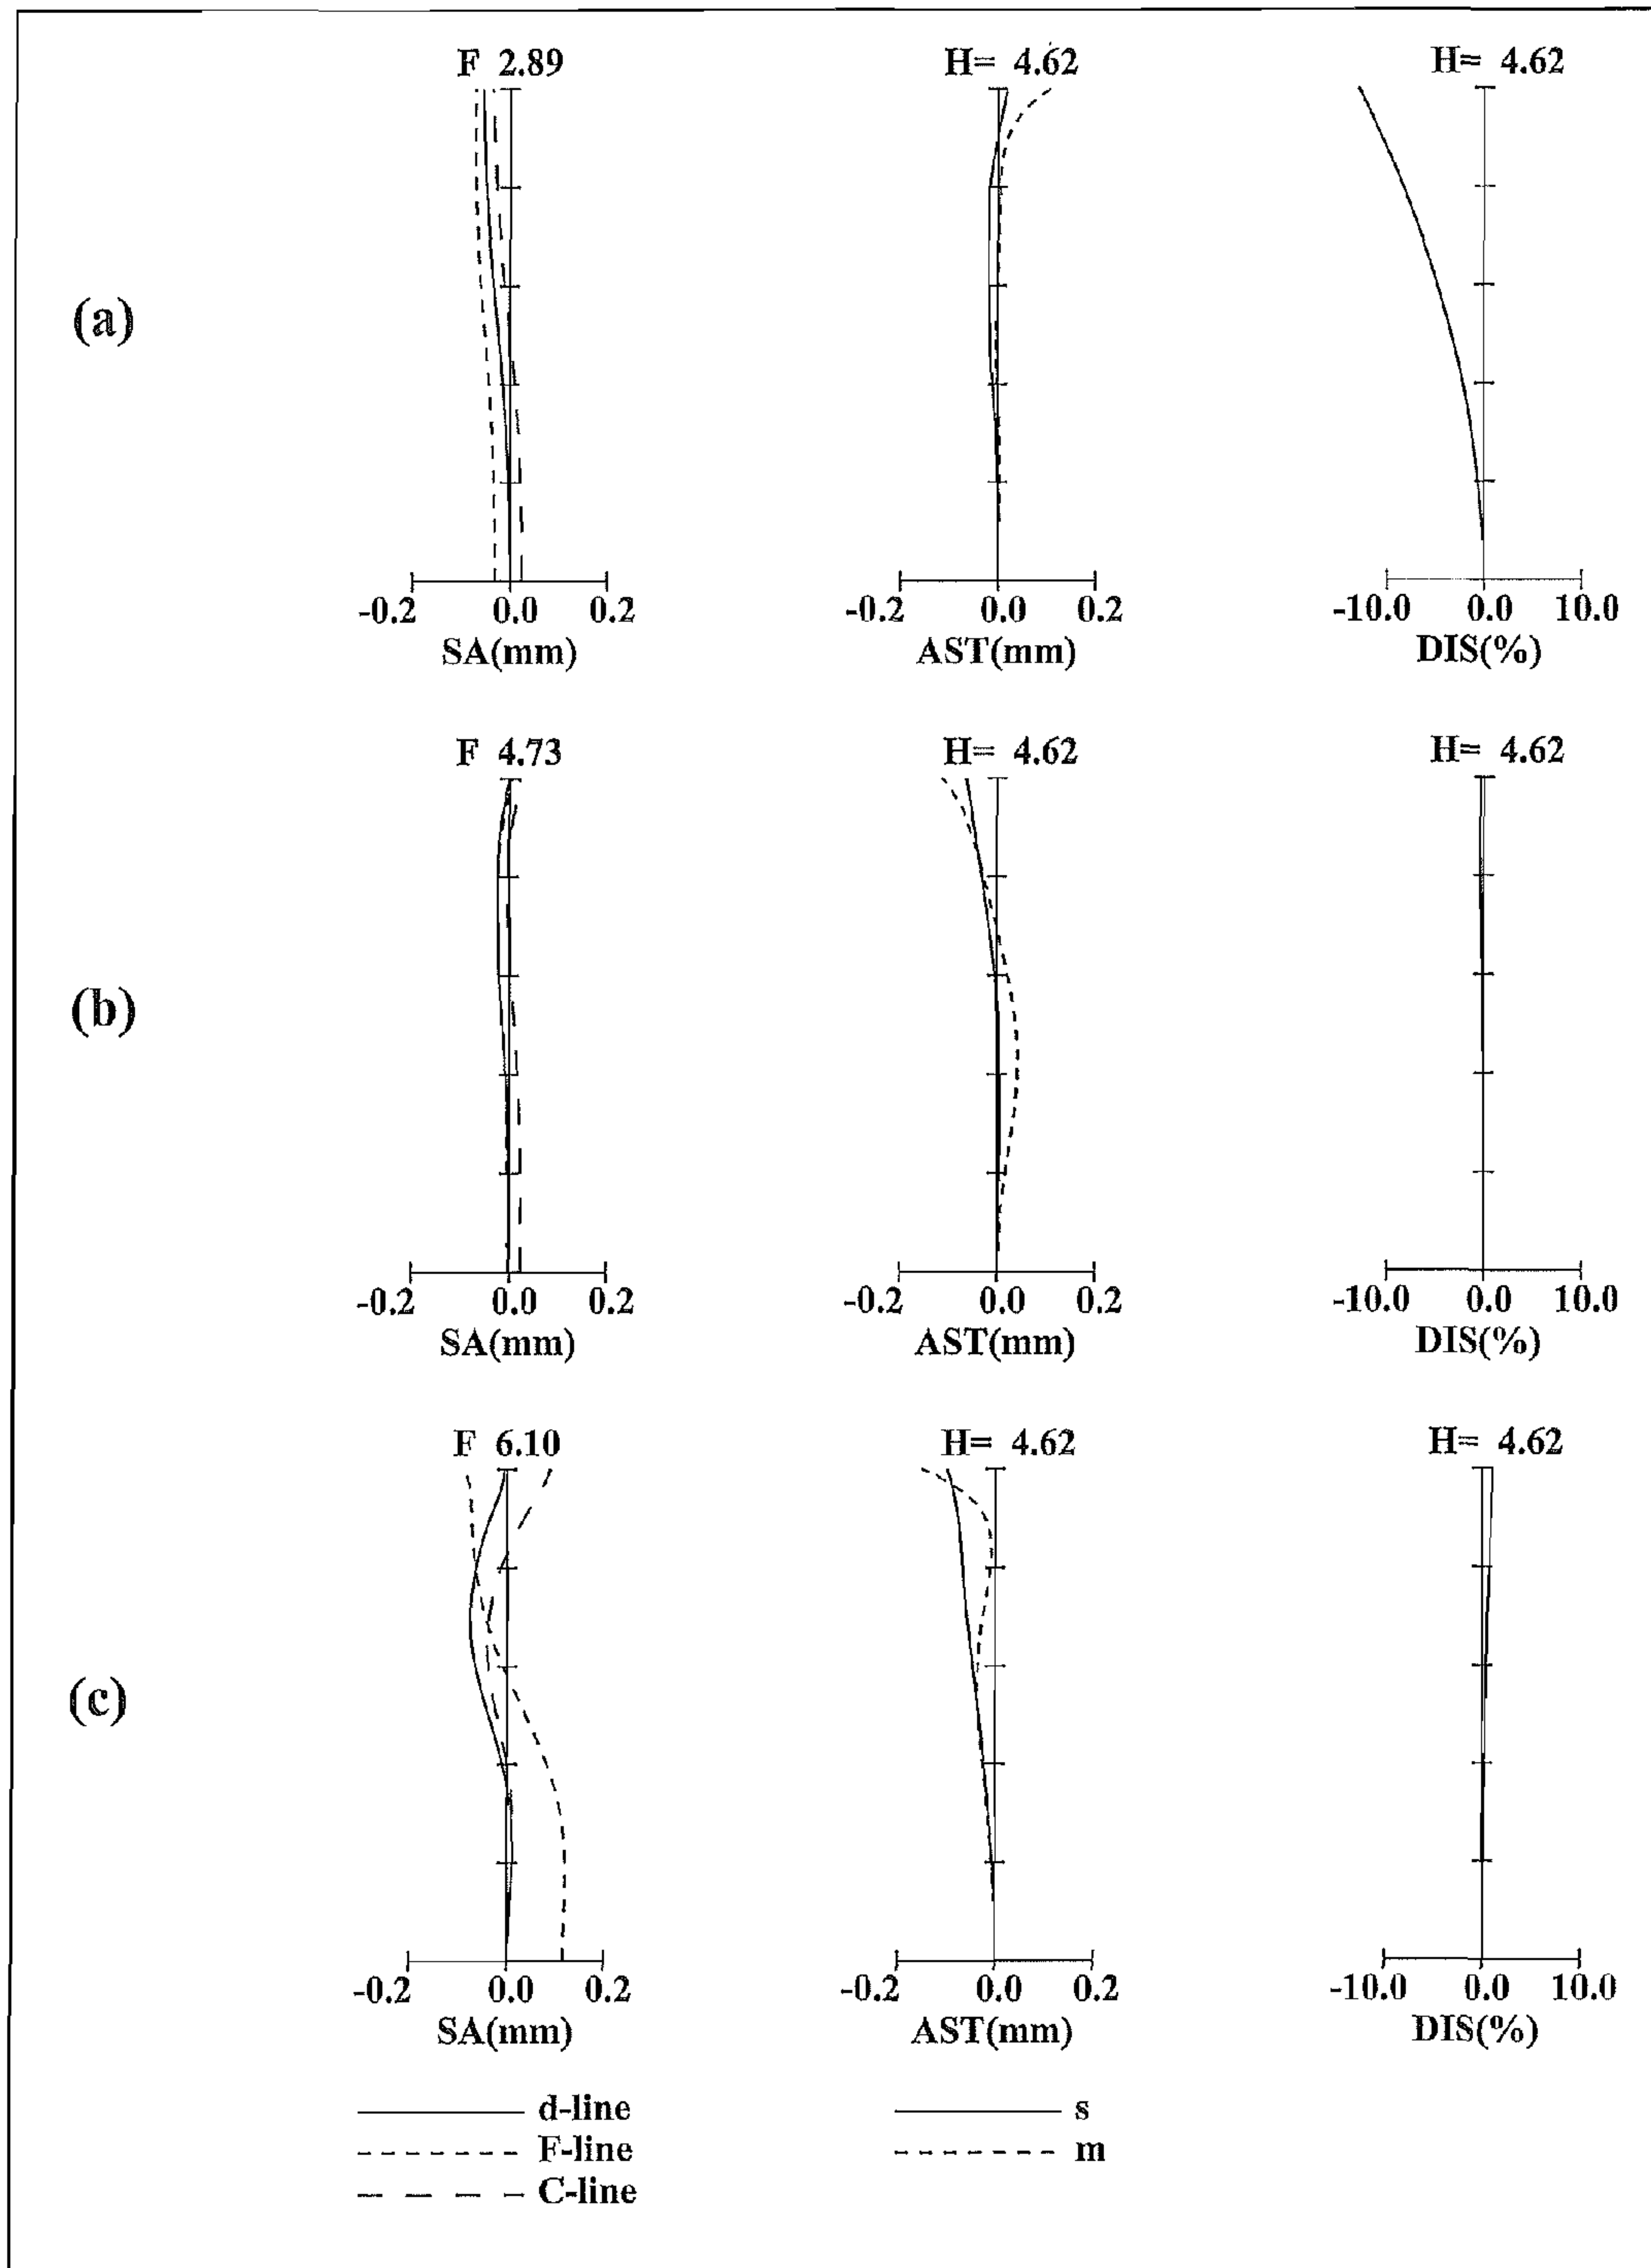 F 2.89 H= 4.62 H= 4.62
(a)
-0.2 0.0 0.2 -0.2 0.0 0.2 -10.0 0.0 10.0
SA(mm) AST(mm) DIS(%)
F 4.73 H= 4.62 H= 4.62
(b)
-0.2 0.0 0.2 -0.2 0.0 0.2 -10.0 0.0 10.0
SA(mm) AST(mm) DIS(%)
F 6.10 H= 4.62 H= 4.62
(c)
-0.2 0.0 0.2 -0.2 0.0 0.2 -10.0 0.0 10.0
SA(mm) AST(mm) DIS(%)
d-line s
F-line m
C-line